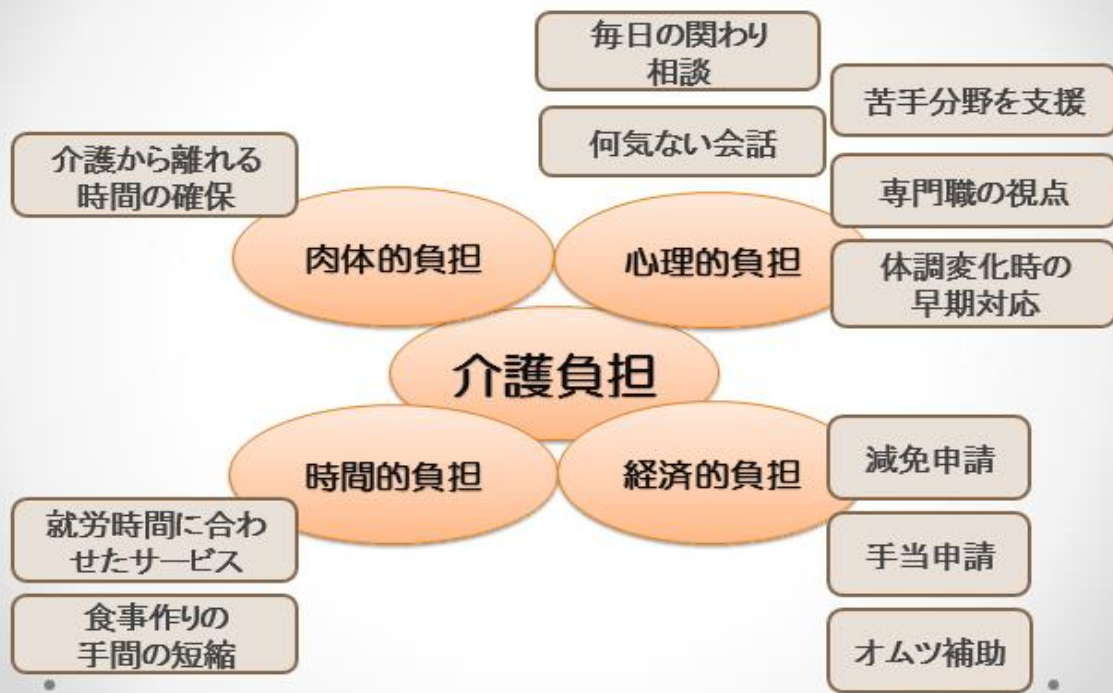 毎日の関わり
相談
何気ない会話
苦手分野を支援
専門職の視点
体調変化時の
早期対応
介護から離れる
時間の確保
肉体的負担
心理的負担
介護負担
時間的負担
経済的負担
就労時間に合わ
せたサービス
食事作りの
手間の短縮
減免申請
手当申請
オムツ補助